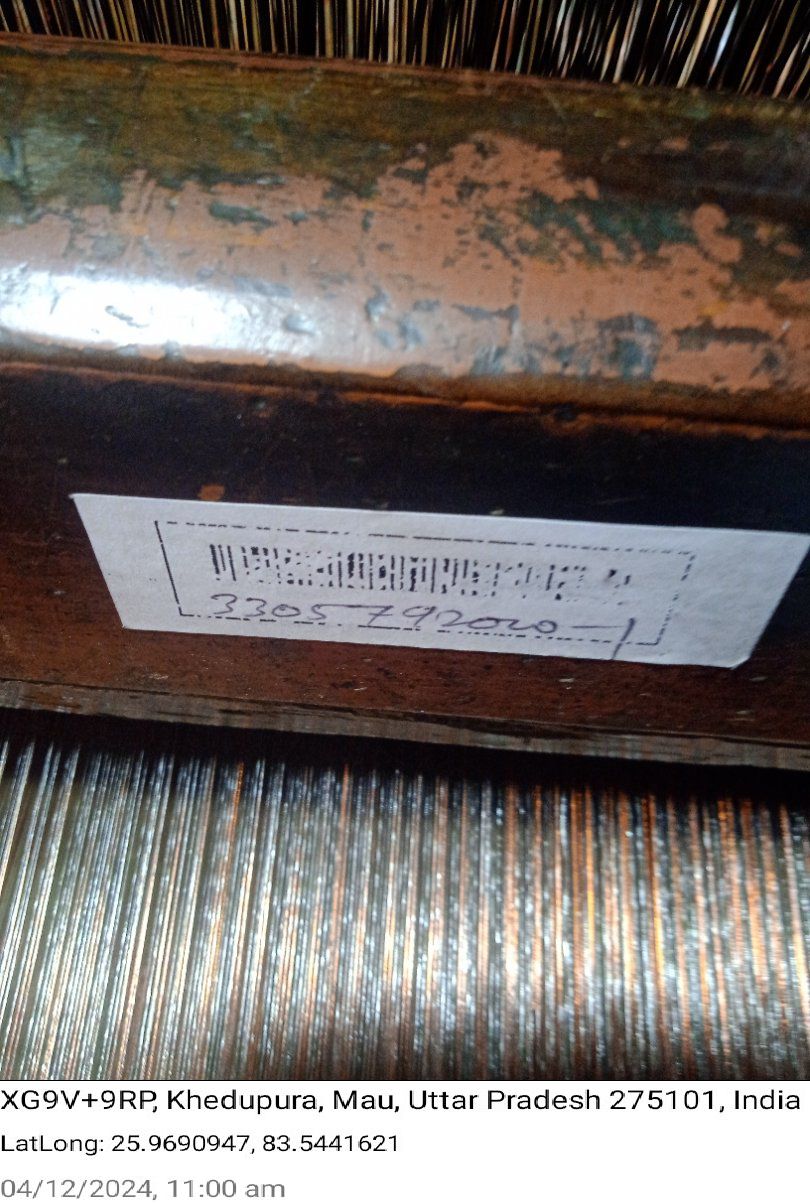 3305792020-1
XG9V+9RP, Khedupura, Mau, Uttar Pradesh 275101, India
LatLong: 25.9690947, 83.5441621
04/12/2024, 11:00 am